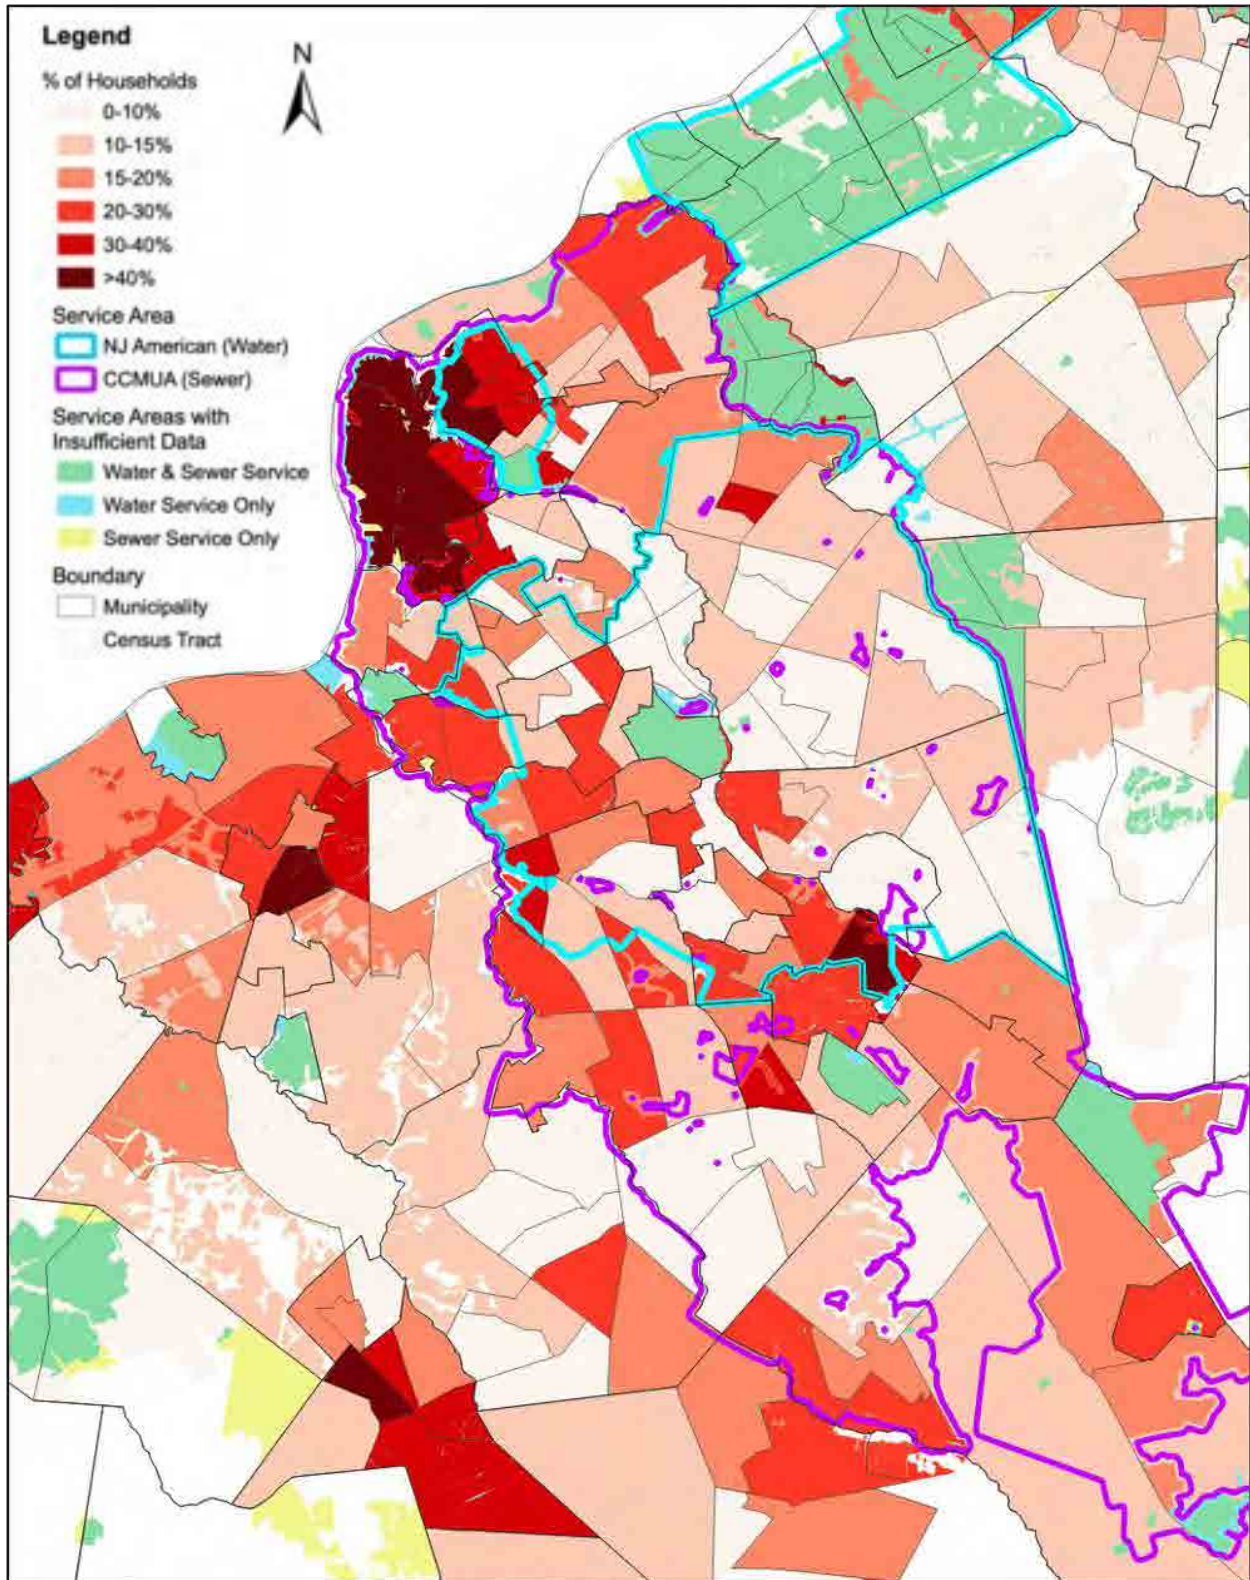 Legend
N
% of Households
0-10%
10-15%
15-20%
20-30%
30-40%
>40%
Service Area
NJ American (Water)
CCMUA (Sewer)
Service Areas with
Insufficient Data
Water & Sewer Service
Water Service Only
Sewer Service Only
Boundary
Municipality
Census Tract